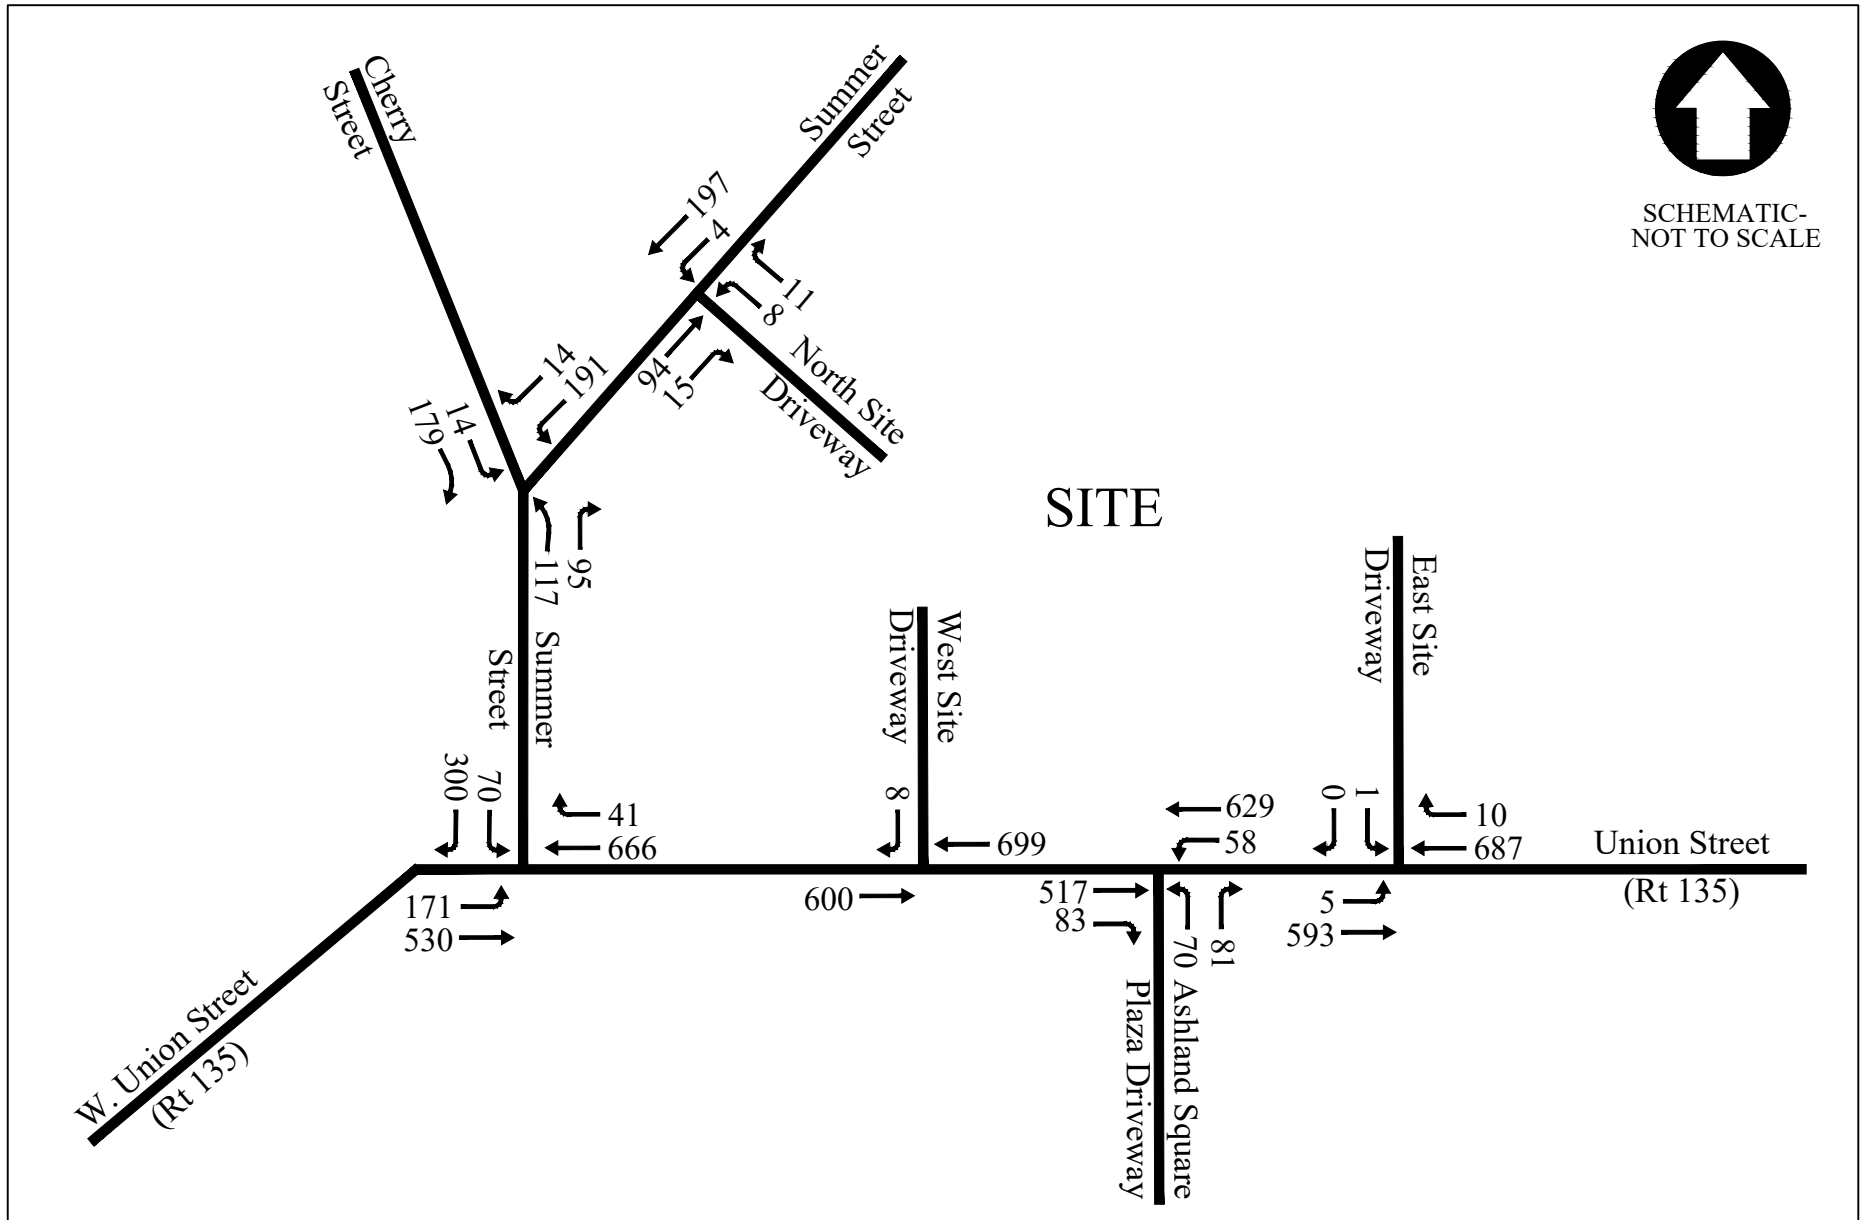 Cherry
Street
Summer
Street
SCHEMATIC-
NOT TO SCALE
197
4
11
8
94
15
North Site
Driveway
14
191
14
179
117
95
SITE
Summer
Street
West Site
Driveway
East Site
Driveway
300
70
41
666
8
699
629
58
0
1
10
687
Union Street
(Rt 135)
171
530
600
517
83
70
81
5
593
Ashland Square
Plaza Driveway
W. Union Street
(Rt 135)